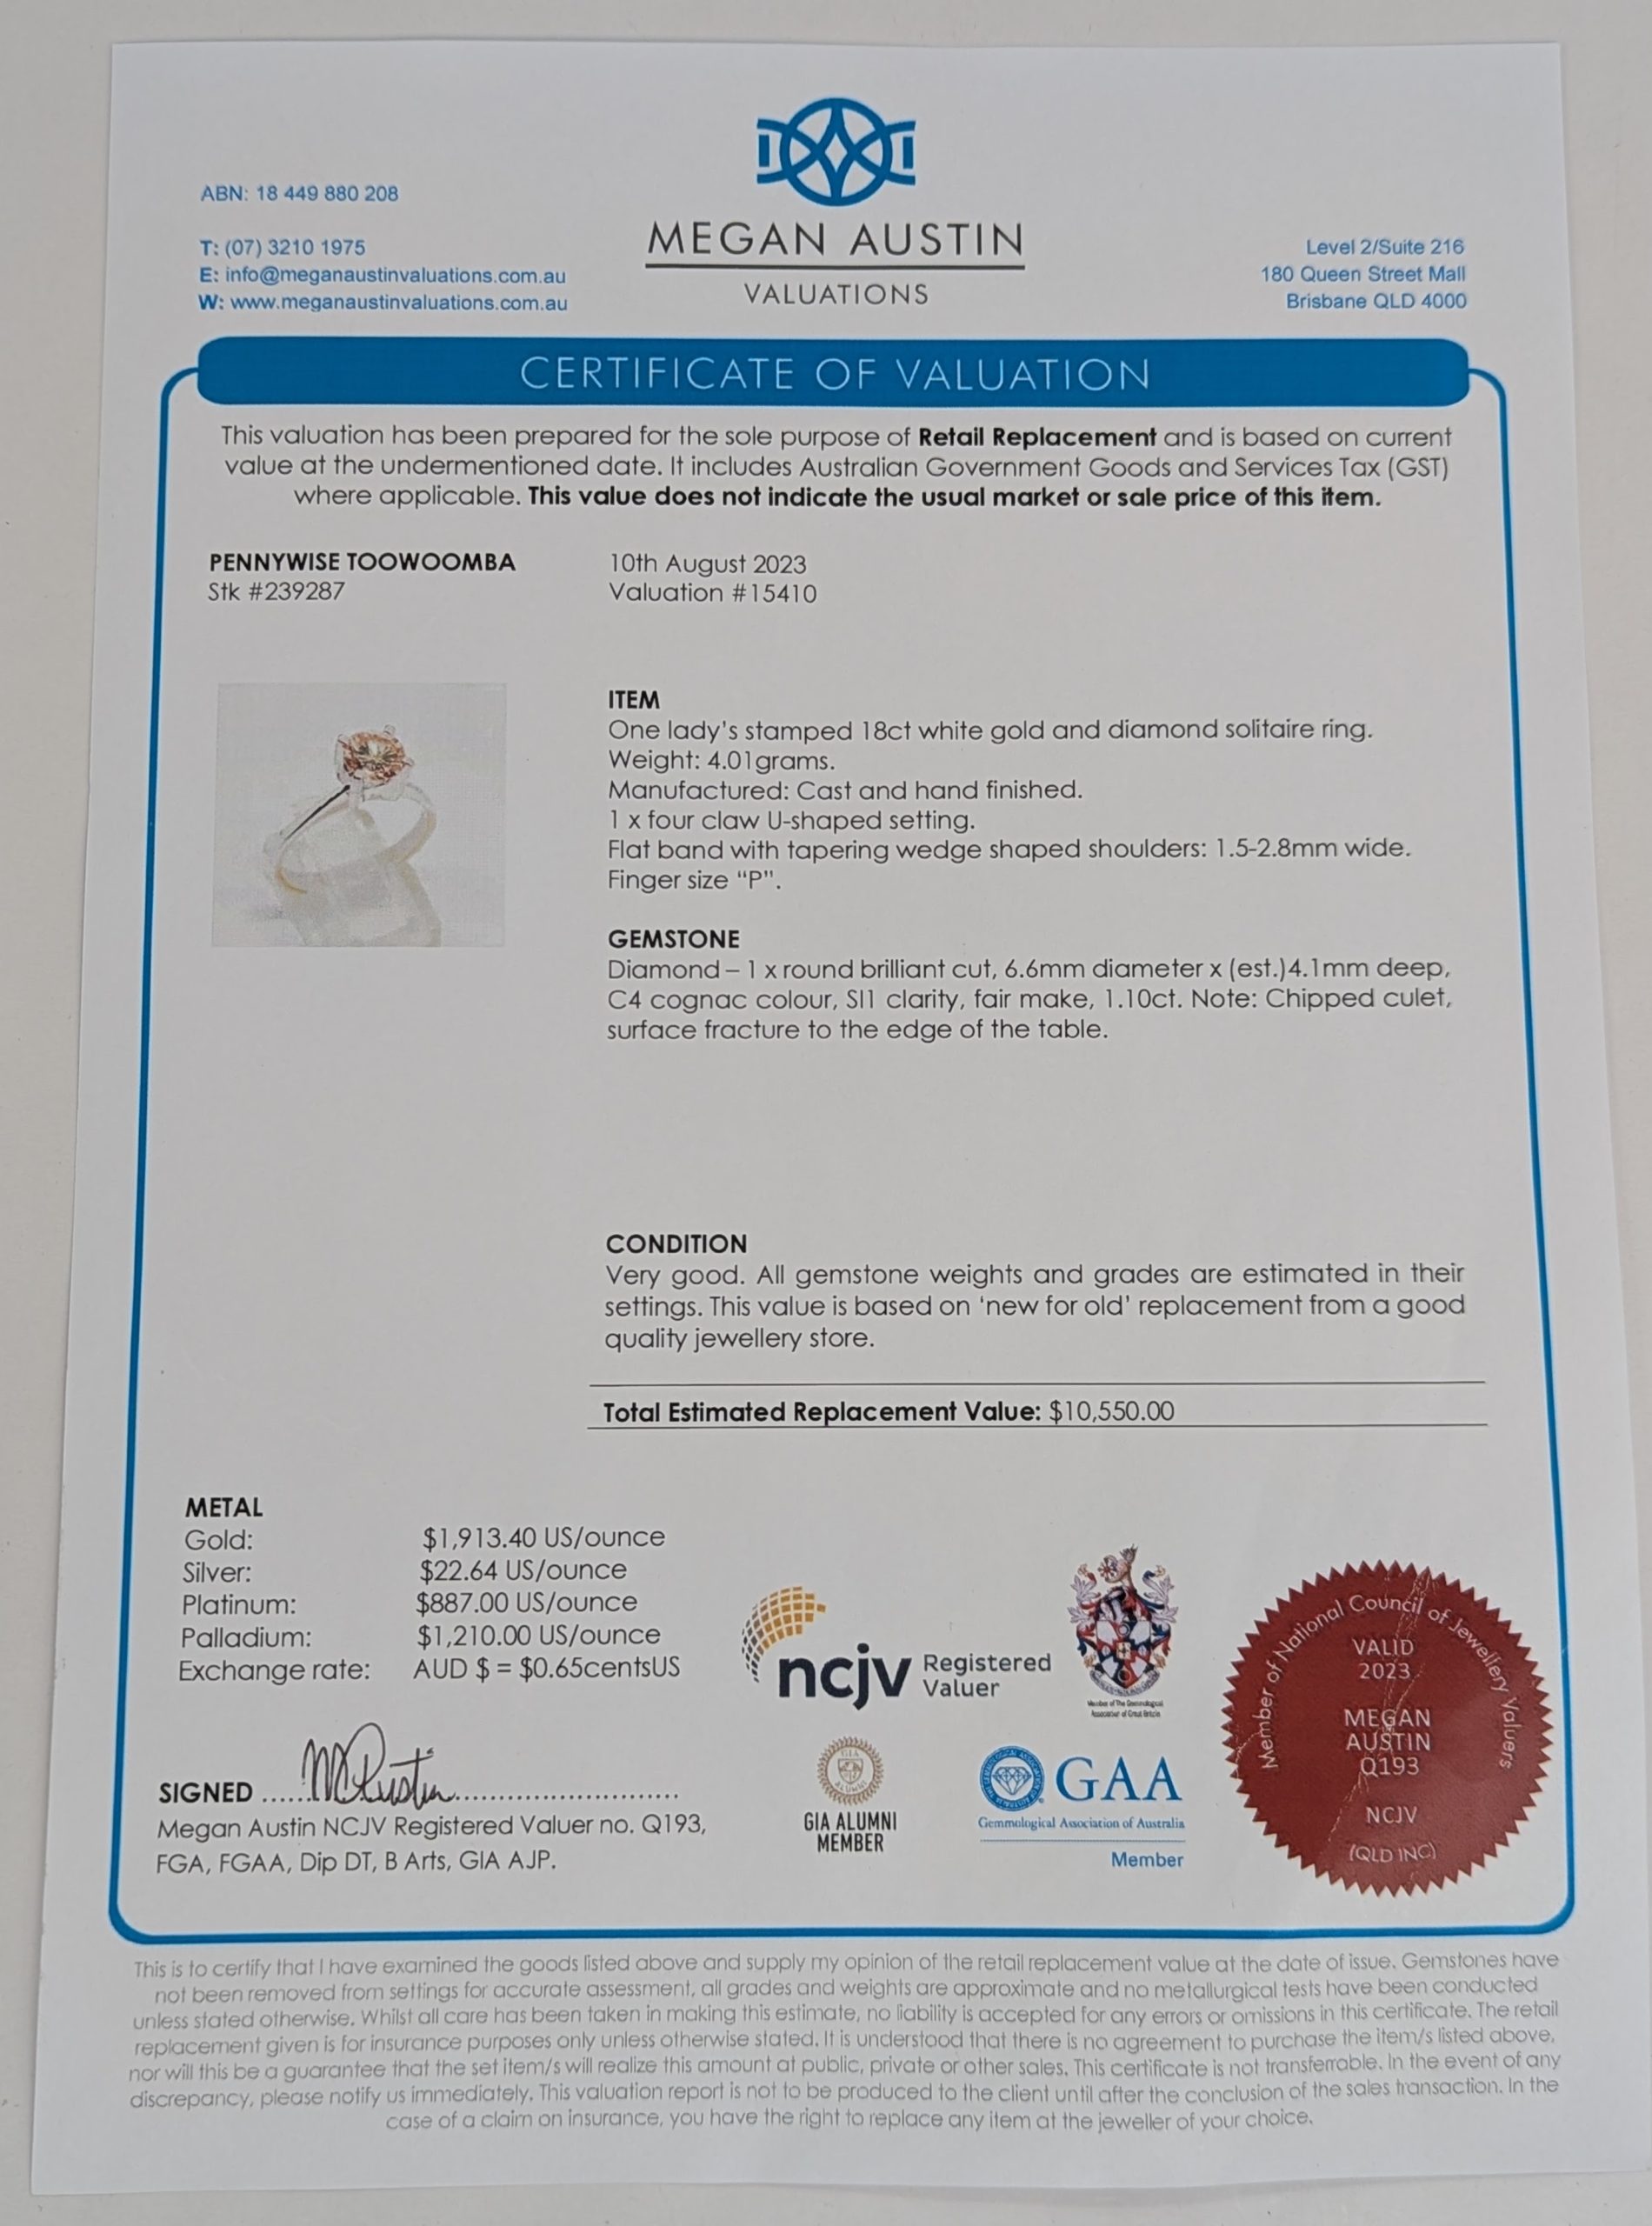 ABN: 18 449 880 208
T: (07) 3210 1975
E: info@meganaustinvaluations.com.au
W: www.meganaustinvaluations.com.au
MEGAN AUSTIN
VALUATIONS
Level 2/Suite 216
180 Queen Street Mall
Brisbane QLD 4000
CERTIFICATE OF VALUATION
This valuation has been prepared for the sole purpose of Retail Replacement and is based on current
value at the undermentioned date. It includes Australian Government Goods and Services Tax (GST)
where applicable. This value does not indicate the usual market or sale price of this item.
PENNYWISE TOOWOOMBA
Stk #239287
10th August 2023
Valuation #15410
ITEM
One lady's stamped 18ct white gold and diamond solitaire ring.
Weight: 4.01grams.
Manufactured: Cast and hand finished.
1 x four claw U-shaped setting.
Flat band with tapering wedge shaped shoulders: 1.5-2.8mm wide.
Finger size "P".
GEMSTONE
Diamond – 1 x round brilliant cut, 6.6mm diameter x (est.)4.1mm deep,
C4 cognac colour, SI1 clarity, fair make, 1.10ct. Note: Chipped culet,
surface fracture to the edge of the table.
CONDITION
Very good. All gemstone weights and grades are estimated in their
settings. This value is based on 'new for old' replacement from a good
quality jewellery store.
Total Estimated Replacement Value: $10,550.00
METAL
Gold: $1,913.40 US/ounce
Silver: $22.64 US/ounce
Platinum: $887.00 US/ounce
Palladium: $1,210.00 US/ounce
Exchange rate: AUD $ = $0.65centsUS
ncjv Registered
Valuer
Member of The Gemmological
Association of Great Britain
Member of National Council of Jewellery Valuers
VALID
2023
MEGAN
AUSTIN
Q193
NCJV
(QLD INC)
SIGNED ......MAustin..............................
Megan Austin NCJV Registered Valuer no. Q193,
FGA, FGAA, Dip DT, B Arts, GIA AJP.
GIA
ALUMNI
GIA ALUMNI
MEMBER
GAA
Gemmological Association of Australia
Member
This is to certify that I have examined the goods listed above and supply my opinion of the retail replacement value at the date of issue. Gemstones have
not been removed from settings for accurate assessment, all grades and weights are approximate and no metallurgical tests have been conducted
unless stated otherwise. Whilst all care has been taken in making this estimate, no liability is accepted for any errors or omissions in this certificate. The retail
replacement given is for insurance purposes only unless otherwise stated. It is understood that there is no agreement to purchase the item/s listed above,
nor will this be a guarantee that the set item/s will realize this amount at public, private or other sales. This certificate is not transferrable. In the event of any
discrepancy, please notify us immediately. This valuation report is not to be produced to the client until after the conclusion of the sales transaction. In the
case of a claim on insurance, you have the right to replace any item at the jeweller of your choice.